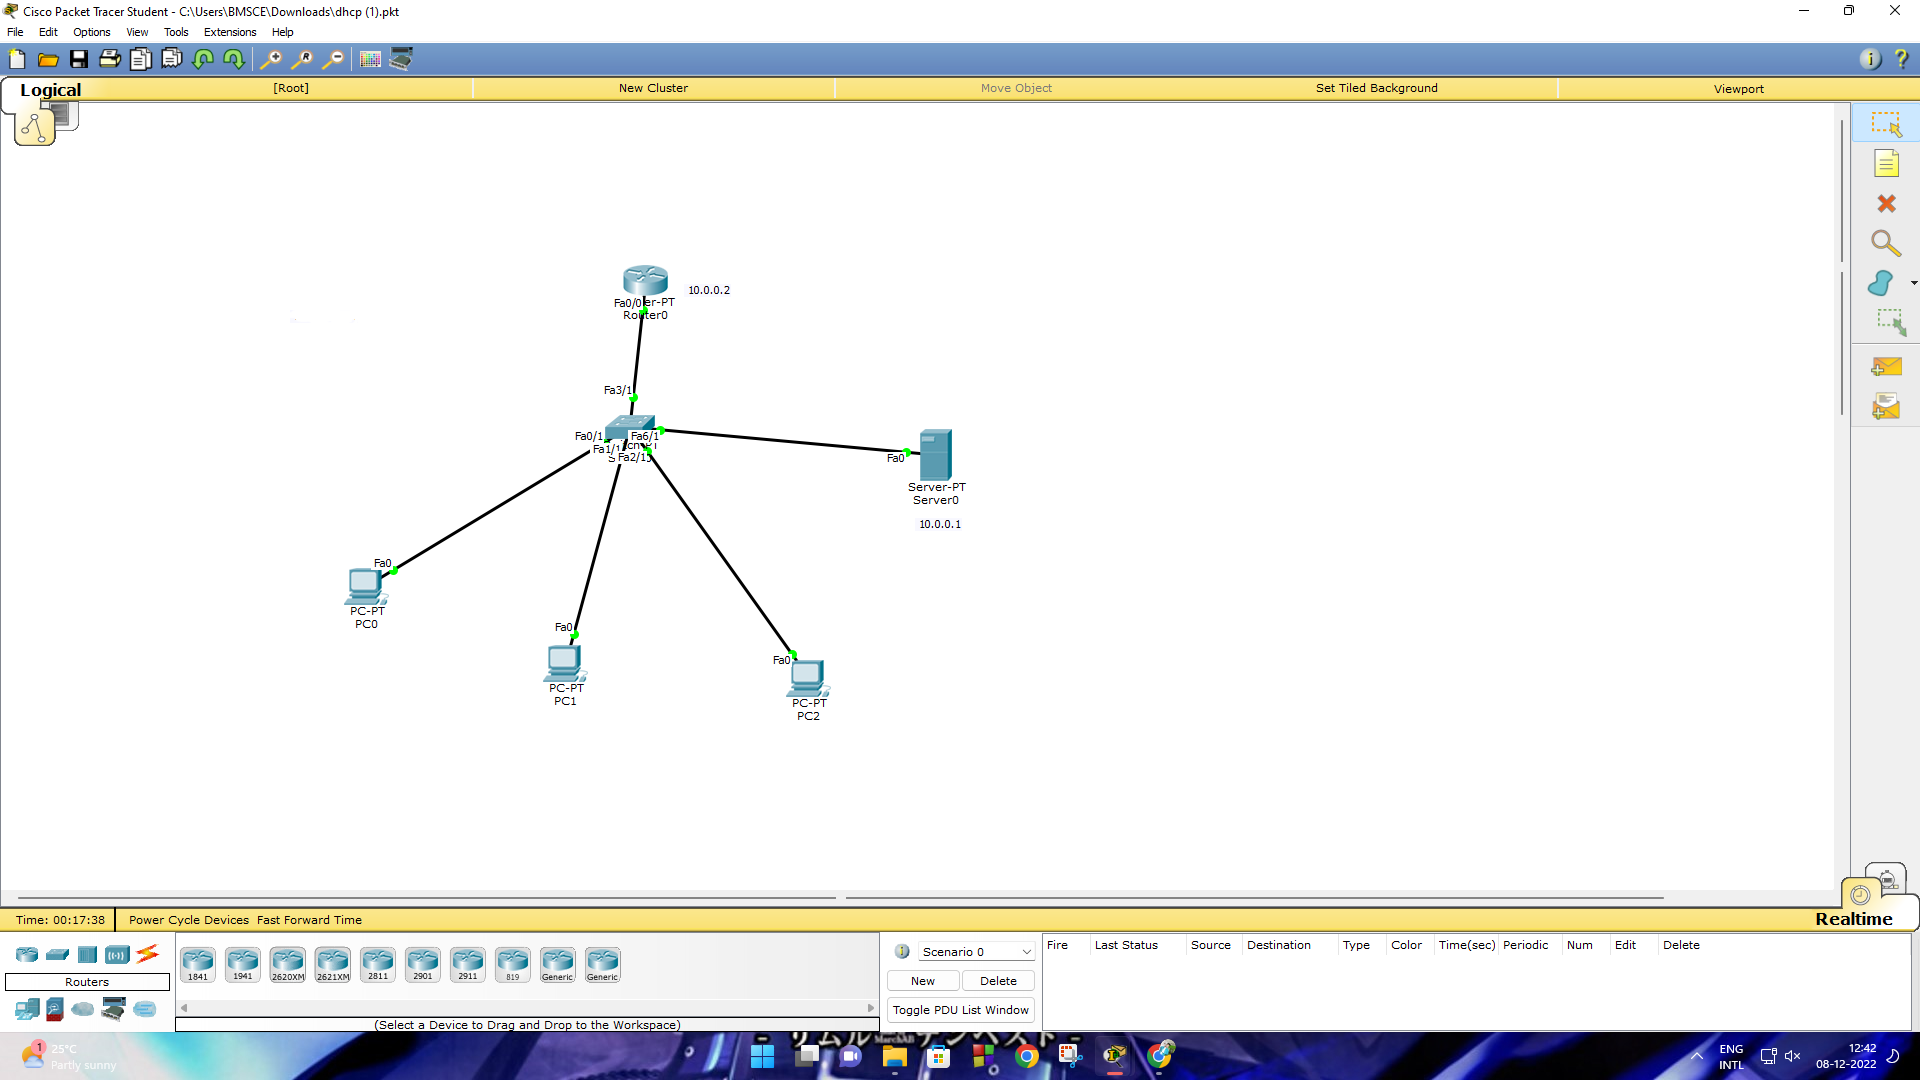 Cisco Packet Tracer Student - C:\Users\BMSCE\Downloads\dhcp (1).pkt
File Edit Options View Tools Extensions Help
Logical [Root] New Cluster Move Object Set Tiled Background Viewport
10.0.0.2
Fa0/0 er-PT
Router0
Fa3/1
Fa0/1 Fa6/1
Fa1/1
Fa2/1
Fa0
Server-PT
Server0
10.0.0.1
Fa0
PC-PT
PC0
Fa0
PC-PT
PC1
Fa0
PC-PT
PC2
Time: 00:17:38 Power Cycle Devices Fast Forward Time
Realtime
Routers
1841 1941 2620XM 2621XM 2811 2901 2911 819 Generic Generic
(Select a Device to Drag and Drop to the Workspace)
Scenario 0
New Delete
Toggle PDU List Window
Fire Last Status Source Destination Type Color Time(sec) Periodic Num Edit Delete
1
25°C
Partly sunny
ENG
INTL
12:42
08-12-2022